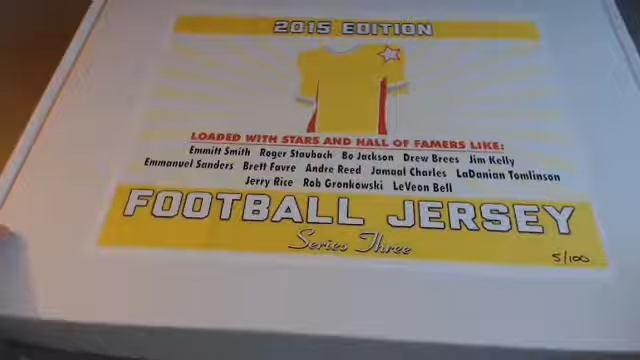 2015 EDITION
LOADED WITH STARS AND HALL OF FAMERS LIKE:
Emmitt Smith Roger Staubach Bo Jackson Drew Brees Jim Kelly
Emmanuel Sanders Brett Favre Andre Reed Jamaal Charles LaDanian Tomlinson
Jerry Rice Rob Gronkowski LeVeon Bell
FOOTBALL JERSEY
Series Three
5/100